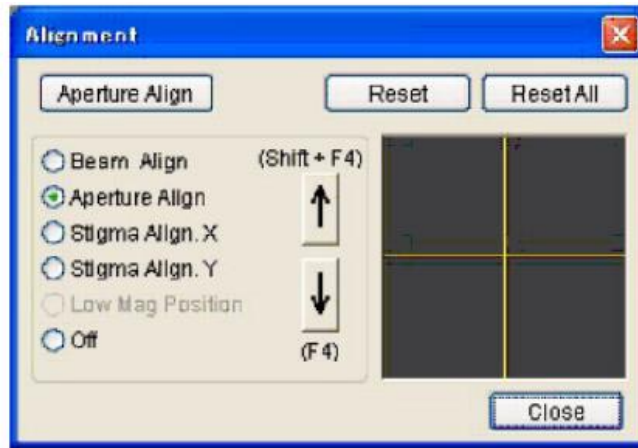 Alignment
Aperture Align
Reset
Reset All
Beam Align
(Shift + F4)
Aperture Align
Stigma Align. X
Stigma Align. Y
Low Mag Position
Off
(F4)
Close